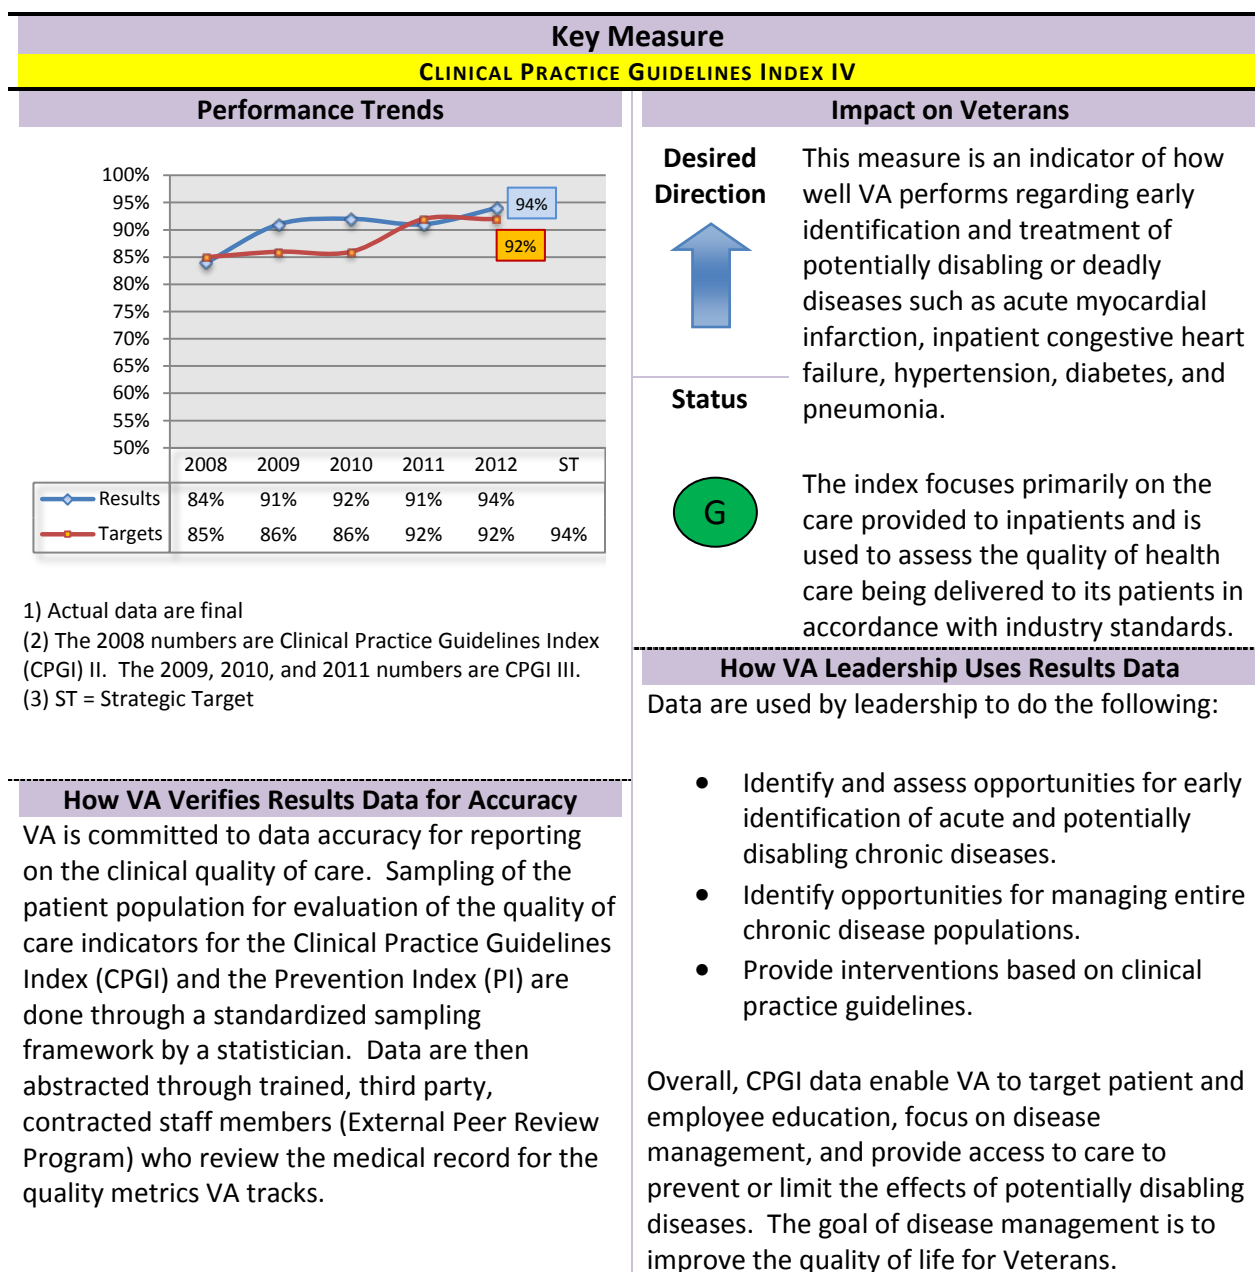 Key Measure
CLINICAL PRACTICE GUIDELINES INDEX IV
Performance Trends
100%
95%
90%
85%
80%
75%
70%
65%
60%
55%
50%
94%
92%
2008 2009 2010 2011 2012 ST
Results 84% 91% 92% 91% 94%
Targets 85% 86% 86% 92% 92% 94%
1) Actual data are final
(2) The 2008 numbers are Clinical Practice Guidelines Index
(CPGI) II. The 2009, 2010, and 2011 numbers are CPGI III.
(3) ST = Strategic Target
How VA Verifies Results Data for Accuracy
VA is committed to data accuracy for reporting
on the clinical quality of care. Sampling of the
patient population for evaluation of the quality of
care indicators for the Clinical Practice Guidelines
Index (CPGI) and the Prevention Index (PI) are
done through a standardized sampling
framework by a statistician. Data are then
abstracted through trained, third party,
contracted staff members (External Peer Review
Program) who review the medical record for the
quality metrics VA tracks.
Impact on Veterans
Desired
Direction
Status
G
This measure is an indicator of how
well VA performs regarding early
identification and treatment of
potentially disabling or deadly
diseases such as acute myocardial
infarction, inpatient congestive heart
failure, hypertension, diabetes, and
pneumonia.
The index focuses primarily on the
care provided to inpatients and is
used to assess the quality of health
care being delivered to its patients in
accordance with industry standards.
How VA Leadership Uses Results Data
Data are used by leadership to do the following:
• Identify and assess opportunities for early
identification of acute and potentially
disabling chronic diseases.
• Identify opportunities for managing entire
chronic disease populations.
• Provide interventions based on clinical
practice guidelines.
Overall, CPGI data enable VA to target patient and
employee education, focus on disease
management, and provide access to care to
prevent or limit the effects of potentially disabling
diseases. The goal of disease management is to
improve the quality of life for Veterans.